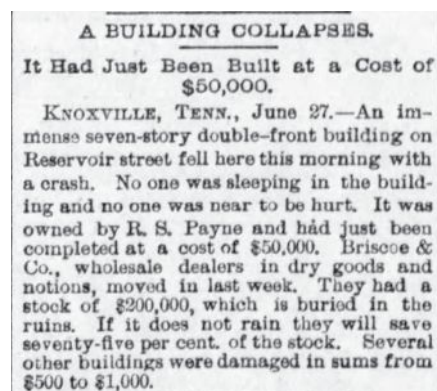 A BUILDING COLLAPSES.
It Had Just Been Built at a Cost of
$50,000.
KNOXVILLE, TENN., June 27.—An im-
mense seven-story double-front building on
Reservoir street fell here this morning with
a crash. No one was sleeping in the build-
ing and no one was near to be hurt. It was
owned by R. S. Payne and had just been
completed at a cost of $50,000. Briscoe &
Co., wholesale dealers in dry goods and
notions, moved in last week. They had a
stock of $200,000, which is buried in the
ruins. If it does not rain they will save
seventy-five per cent. of the stock. Several
other buildings were damaged in sums from
$500 to $1,000.